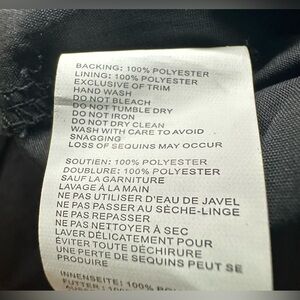 BACKING: 100% POLYESTER
LINING: 100% POLYESTER
EXCLUSIVE OF TRIM
HAND WASH
DO NOT BLEACH
DO NOT TUMBLE DRY
DO NOT IRON
DO NOT DRY CLEAN
WASH WITH CARE TO AVOID
SNAGGING
LOSS OF SEQUINS MAY OCCUR
SOUTIEN: 100% POLYESTER
DOUBLURE: 100% POLYESTER
SAUF LA GARNITURE
LAVAGE À LA MAIN
NE PAS UTILISER D'EAU DE JAVEL
NE PAS PASSER AU SÈCHE-LINGE
NE PAS REPASSER
NE PAS NETTOYER À SEC
LAVER DÉLICATEMENT POUR
ÉVITER TOUTE DÉCHIRURE
UNE PERTE DE SEQUINS PEUT SE
PRODUIRE
INNENSEITE: 100%
FUTTER: 100%